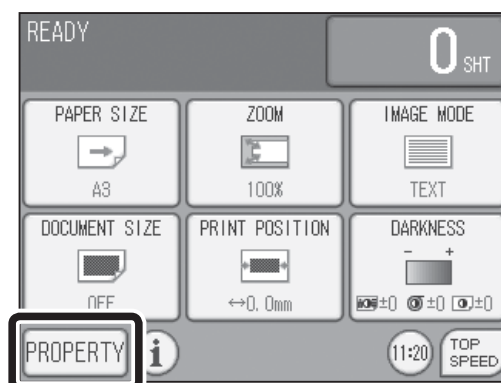 READY
0 SHT
PAPER SIZE
A3
ZOOM
100%
IMAGE MODE
TEXT
DOCUMENT SIZE
OFF
PRINT POSITION
↔0. 0mm
DARKNESS
- +
±0 ±0 ±0
PROPERTY
i
11:20
TOP
SPEED